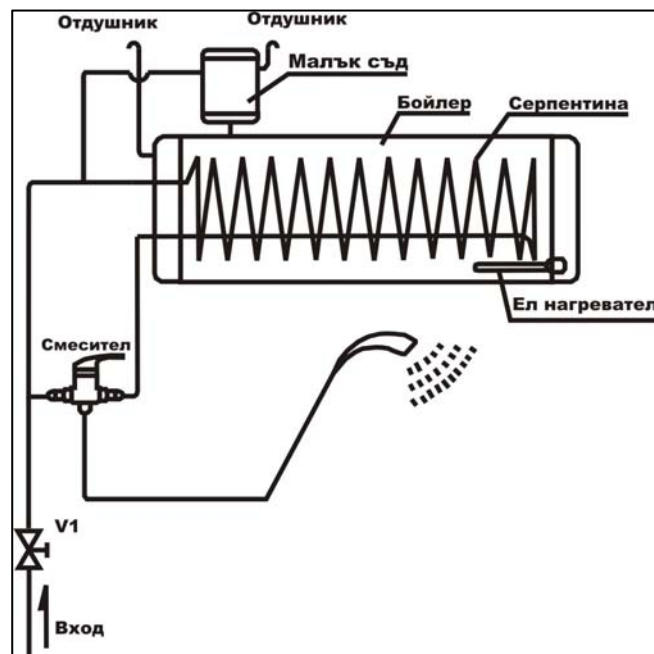 Отдушник
Отдушник
Малък съд
Бойлер
Серпентина
Ел нагревател
Смесител
V1
Вход